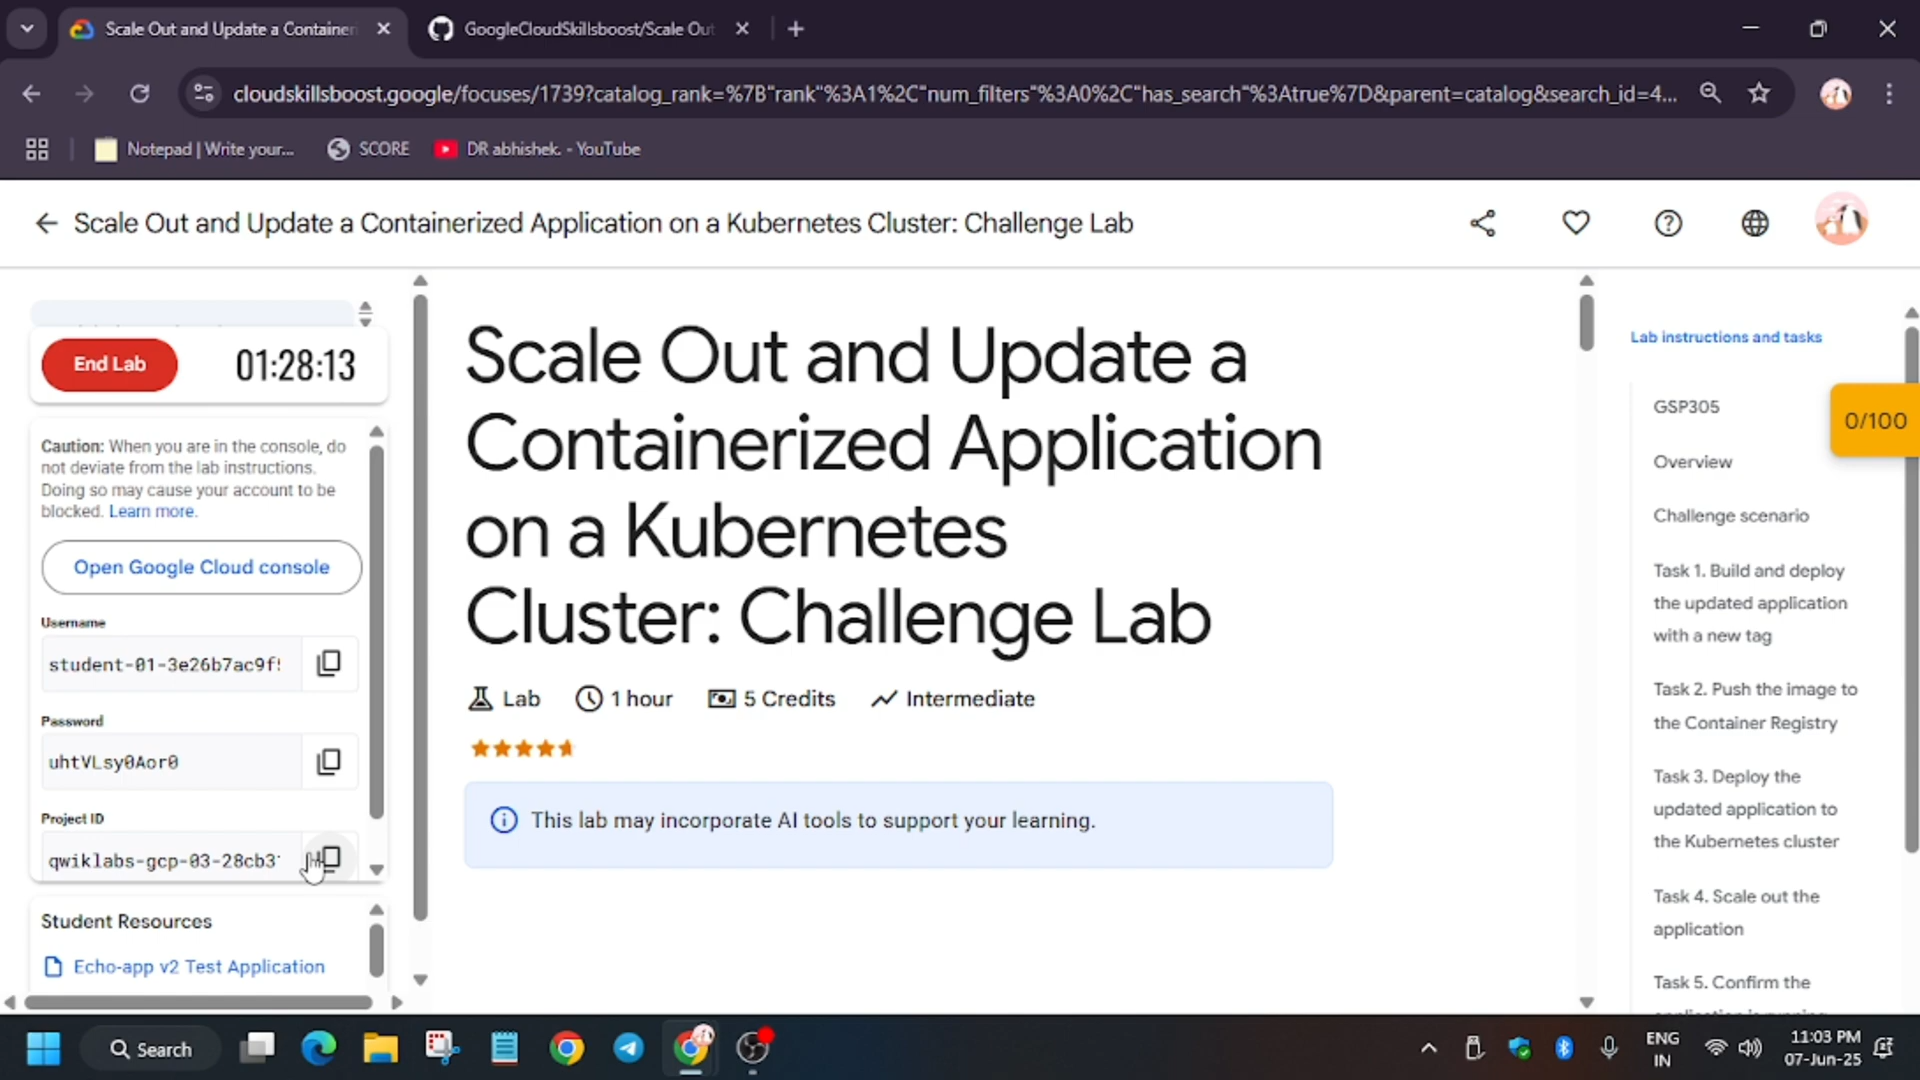 Scale Out and Update a Container
GoogleCloudSkillsboost/Scale Out
cloudskillsboost.google/focuses/1739?catalog_rank=%7B"rank"%3A1%2C"num_filters"%3A0%2C"has_search"%3Atrue%7D&parent=catalog&search_id=4...
Notepad | Write your...
SCORE
DR abhishek. - YouTube
Scale Out and Update a Containerized Application on a Kubernetes Cluster: Challenge Lab
End Lab
01:28:13
Caution: When you are in the console, do
not deviate from the lab instructions.
Doing so may cause your account to be
blocked. Learn more.
Open Google Cloud console
Username
student-01-3e26b7ac9f
Password
uhtVLsy0Aor0
Project ID
qwiklabs-gcp-03-28cb3
Student Resources
Echo-app v2 Test Application
Scale Out and Update a
Containerized Application
on a Kubernetes
Cluster: Challenge Lab
Lab
1 hour
5 Credits
Intermediate
This lab may incorporate AI tools to support your learning.
Lab instructions and tasks
0/100
GSP305
Overview
Challenge scenario
Task 1. Build and deploy
the updated application
with a new tag
Task 2. Push the image to
the Container Registry
Task 3. Deploy the
updated application to
the Kubernetes cluster
Task 4. Scale out the
application
Task 5. Confirm the
Search
ENG
IN
11:03 PM
07-Jun-25